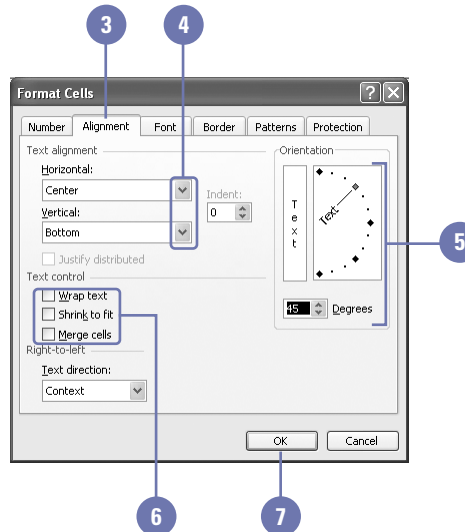 3 4
Format Cells
Number Alignment Font Border Patterns Protection
Text alignment
Horizontal:
Center
Indent:
0
Vertical:
Bottom
Justify distributed
Text control
Wrap text
Shrink to fit
Merge cells
Right-to-left
Text direction:
Context
Orientation
Text
Text
45 Degrees
5
OK Cancel
6 7